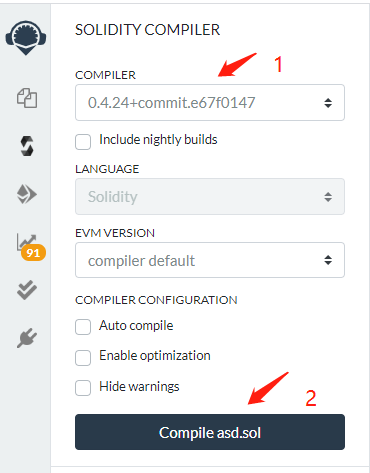 SOLIDITY COMPILER
1
COMPILER
0.4.24+commit.e67f0147
Include nightly builds
LANGUAGE
Solidity
91
EVM VERSION
compiler default
COMPILER CONFIGURATION
Auto compile
Enable optimization
Hide warnings
2
Compile asd.sol